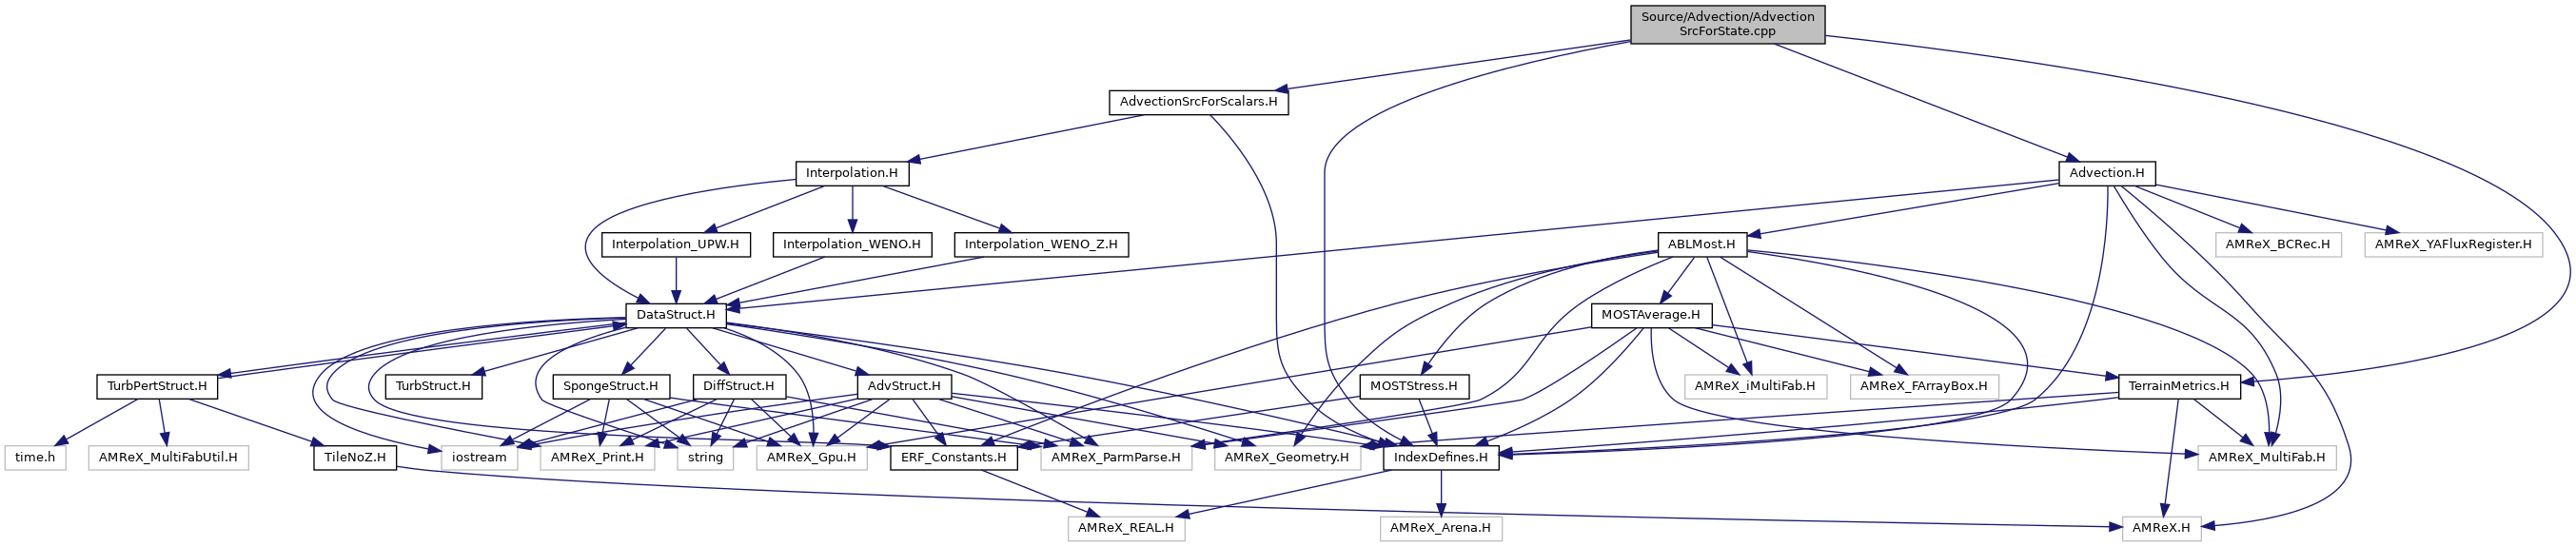 Source/Advection/Advection
SrcForState.cpp
AdvectionSrcForScalars.H
Interpolation.H
Advection.H
Interpolation_UPW.H
Interpolation_WENO.H
Interpolation_WENO_Z.H
ABLMost.H
AMReX_BCRec.H
AMReX_YAFluxRegister.H
DataStruct.H
MOSTAverage.H
TurbPertStruct.H
TurbStruct.H
SpongeStruct.H
DiffStruct.H
AdvStruct.H
MOSTStress.H
AMReX_iMultiFab.H
AMReX_FArrayBox.H
TerrainMetrics.H
time.h
AMReX_MultiFabUtil.H
TileNoZ.H
iostream
AMReX_Print.H
string
AMReX_Gpu.H
ERF_Constants.H
AMReX_ParmParse.H
AMReX_Geometry.H
IndexDefines.H
AMReX_MultiFab.H
AMReX_REAL.H
AMReX_Arena.H
AMReX.H